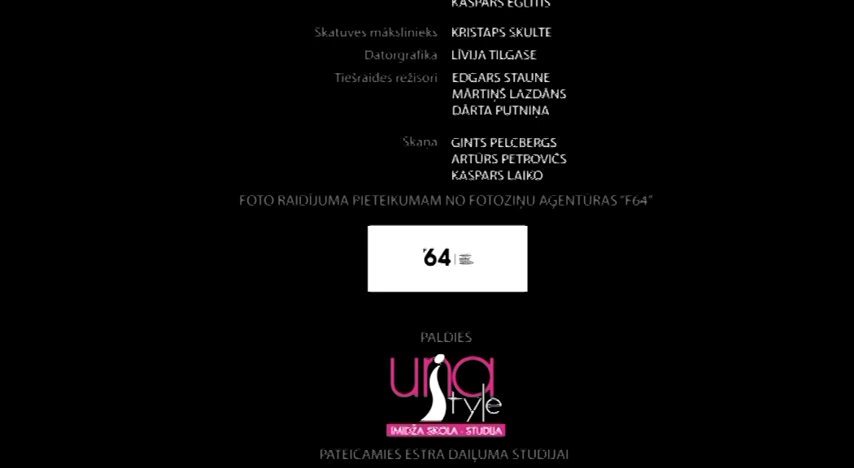 KASPARS EGLĪTIS
Skatuves mākslinieks KRISTAPS SKULTE
Datorgrafika LĪVIJA TILGASE
Tiešraides režisori EDGARS STAUNE
MĀRTIŅŠ LAZDĀNS
DĀRTA PUTNIŅA
Skaņa GINTS PELCBERGS
ARTŪRS PETROVIČS
KASPARS LAIKO
FOTO RAIDĪJUMA PIETEIKUMAM NO FOTOZIŅU AĢENTŪRAS "F64"
64
PALDIES
una
style
IMIDŽA SKOLA - STUDIJA
PATEICAMIES ESTRA DAIĻUMA STUDIJAI